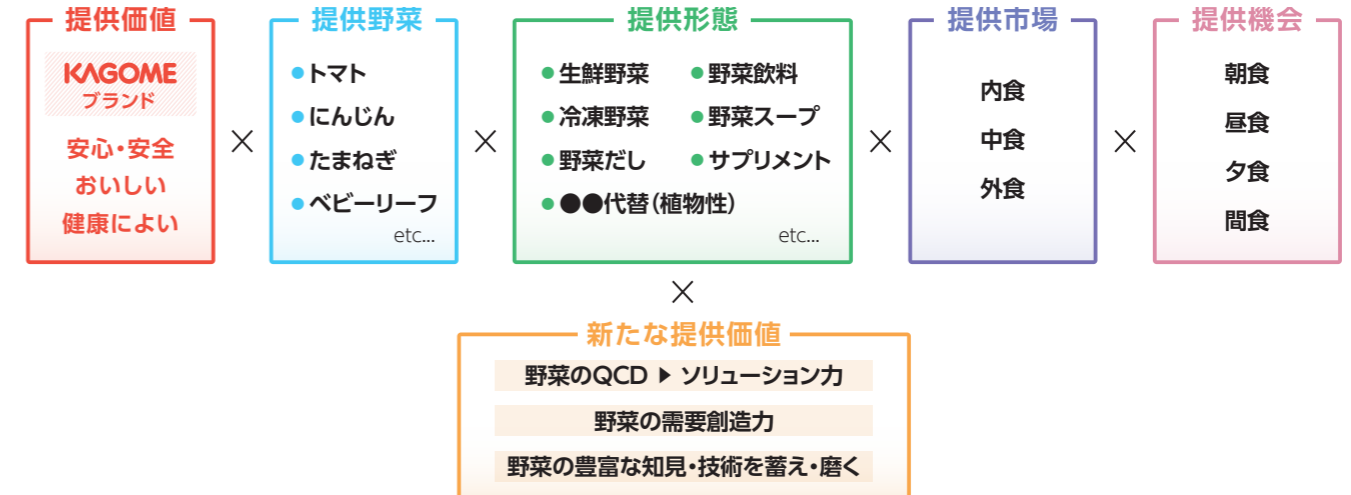 提供価値
KAGOME
ブランド
安心・安全
おいしい
健康によい
×
提供野菜
●トマト
●にんじん
●たまねぎ
●ベビーリーフ
etc...
×
提供形態
●生鮮野菜 ●野菜飲料
●冷凍野菜 ●野菜スープ
●野菜だし ●サプリメント
●●●代替(植物性)
etc...
×
提供市場
内食
中食
外食
×
提供機会
朝食
昼食
夕食
間食
×
新たな提供価値
野菜のQCD ▶ ソリューション力
野菜の需要創造力
野菜の豊富な知見・技術を蓄え・磨く